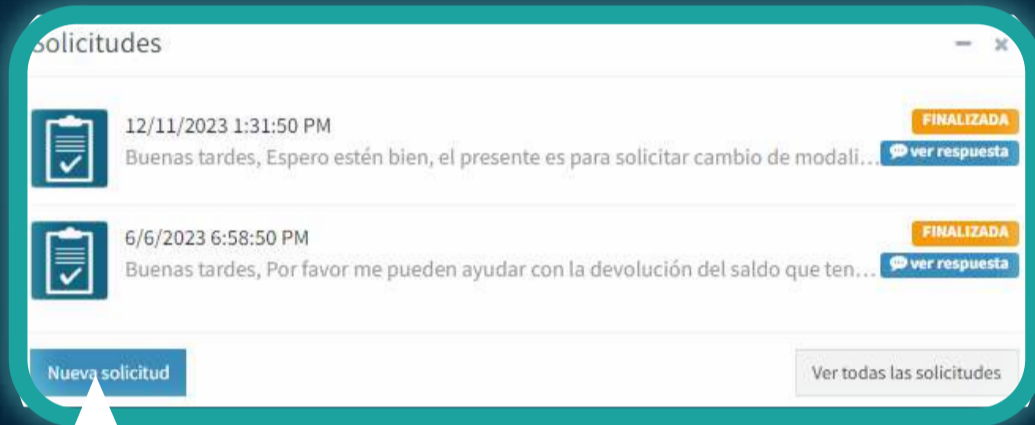 Solicitudes
12/11/2023 1:31:50 PM
FINALIZADA
Buenas tardes, Espero estén bien, el presente es para solicitar cambio de modali...
ver respuesta
6/6/2023 6:58:50 PM
FINALIZADA
Buenas tardes, Por favor me pueden ayudar con la devolución del saldo que ten...
ver respuesta
Nueva solicitud
Ver todas las solicitudes